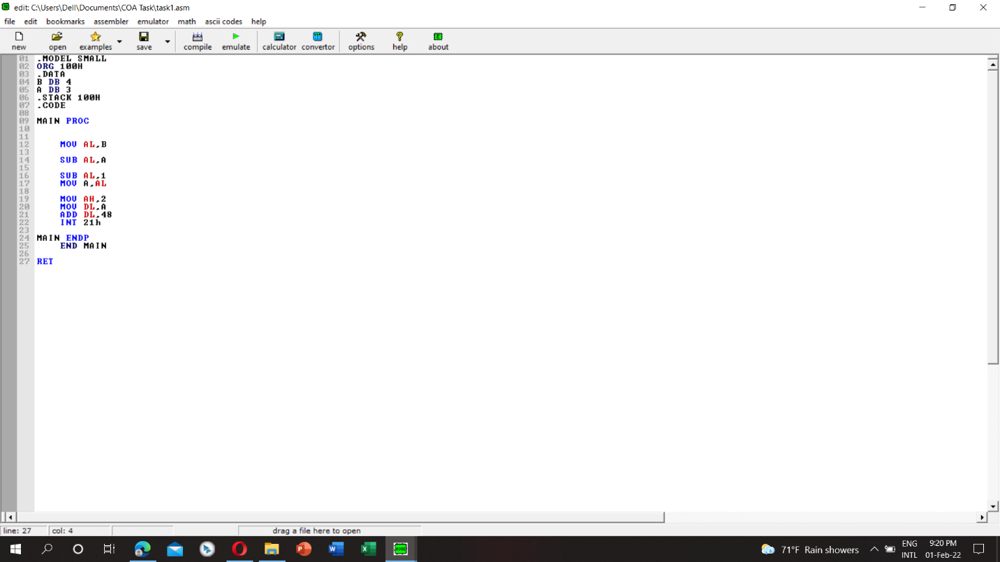 edit: C:\Users\Dell\Documents\COA Task\task1.asm
file edit bookmarks assembler emulator math ascii codes help
new open examples save compile emulate calculator convertor options help about
01 .MODEL SMALL
02 ORG 100H
03 .DATA
04 B DB 4
05 A DB 3
06 .STACK 100H
07 .CODE
08
09 MAIN PROC
10
11
12 MOV AL,B
13
14 SUB AL,A
15
16 SUB AL,1
17 MOV A,AL
18
19 MOV AH,2
20 MOV DL,A
21 ADD DL,48
22 INT 21h
23
24 MAIN ENDP
25 END MAIN
26
27 RET
line: 27 col: 4 drag a file here to open
71°F Rain showers ENG 9:20 PM
INTL 01-Feb-22